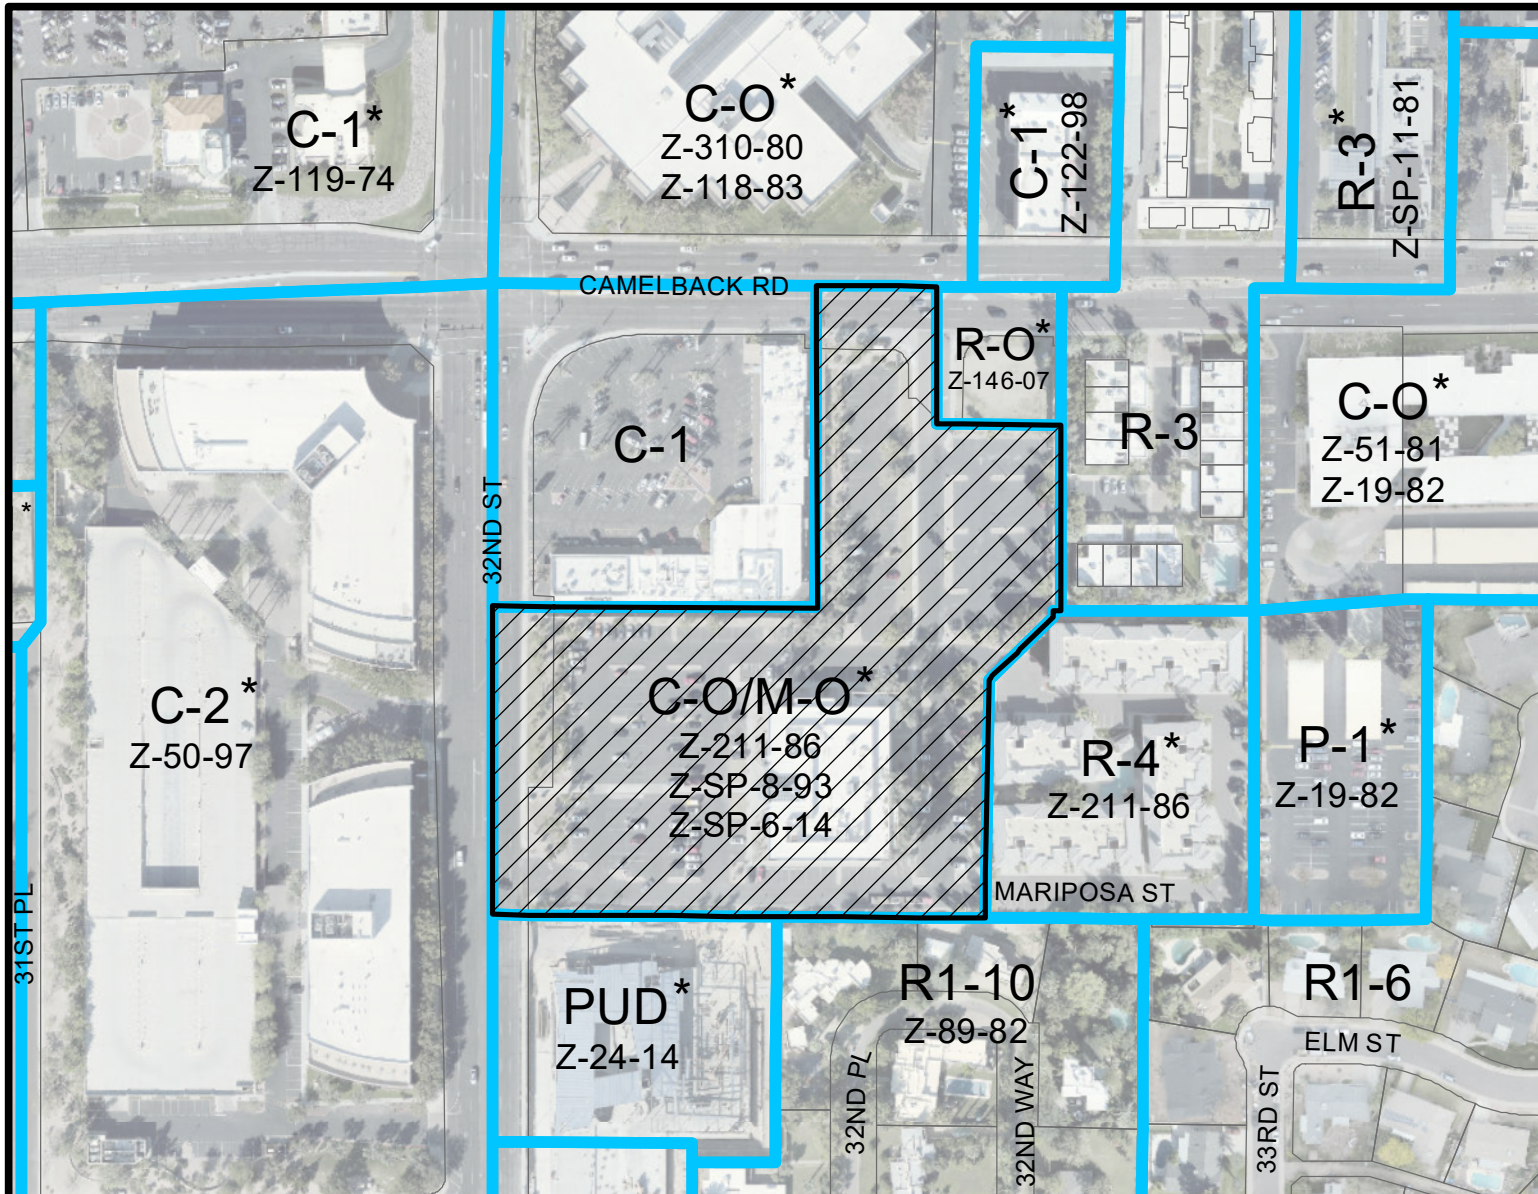 C-1*
Z-119-74
C-O*
Z-310-80
Z-118-83
C-1*
Z-122-98
R-3*
Z-SP-111-81
CAMELBACK RD
R-O*
Z-146-07
C-1
R-3
C-O*
Z-51-81
Z-19-82
*
32ND ST
C-2*
Z-50-97
C-O/M-O*
Z-211-86
Z-SP-8-93
Z-SP-6-14
R-4*
Z-211-86
P-1*
Z-19-82
MARIPOSA ST
31ST PL
PUD*
Z-24-14
R1-10
Z-89-82
R1-6
ELM ST
32ND PL
32ND WAY
33RD ST